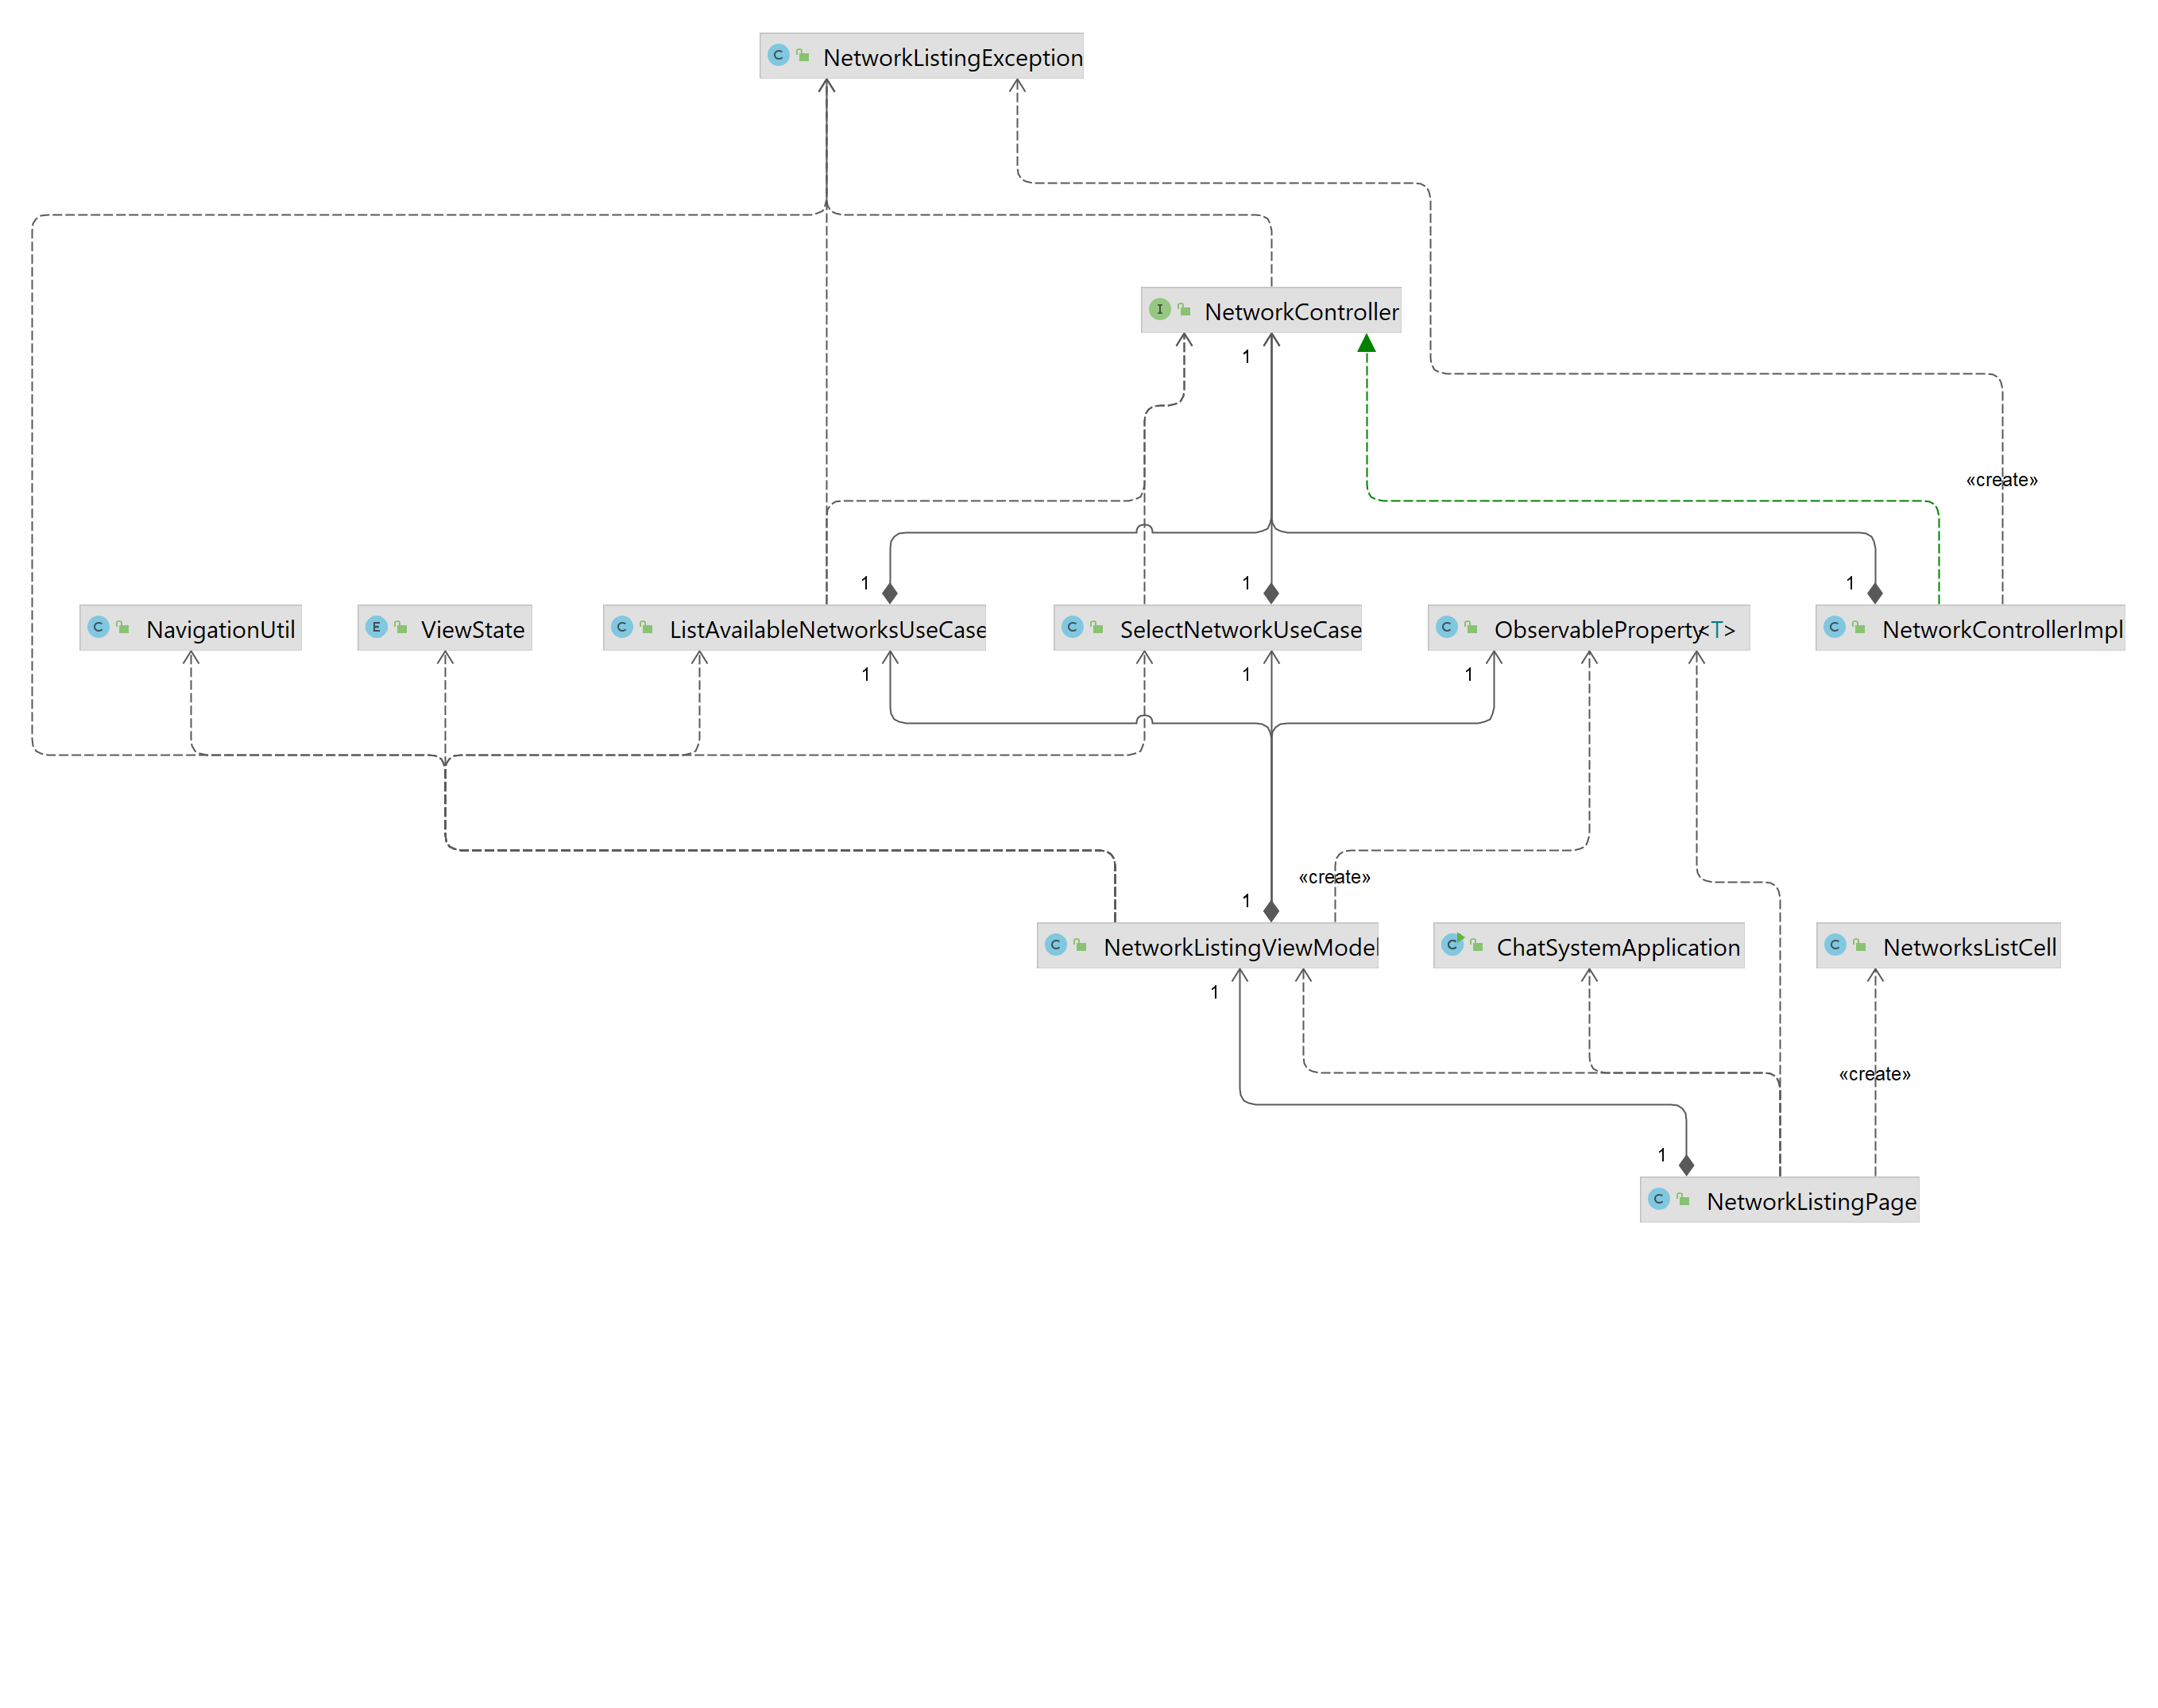 C NetworkListingException
I NetworkController
1
«create»
1
1
1
C NavigationUtil
E ViewState
C ListAvailableNetworksUseCase
C SelectNetworkUseCase
C ObservableProperty<T>
C NetworkControllerImpl
1
1
1
«create»
1
C NetworkListingViewModel
C ChatSystemApplication
C NetworksListCell
1
«create»
1
C NetworkListingPage